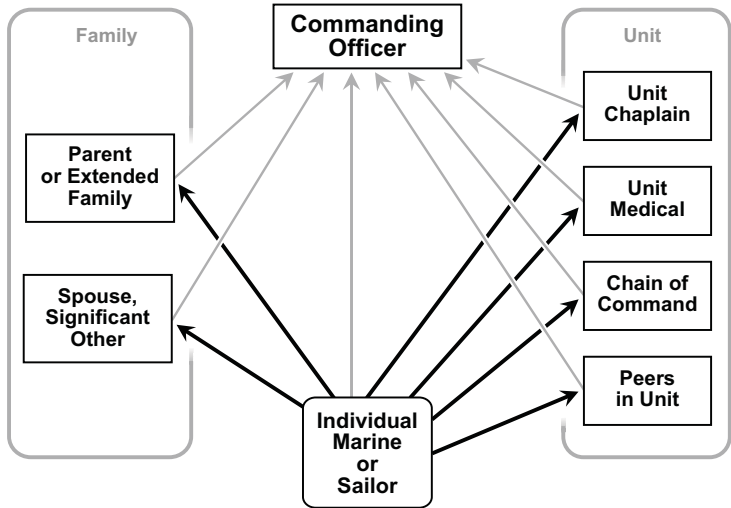 Family
Commanding
Officer
Unit
Unit
Chaplain
Parent
or Extended
Family
Unit
Medical
Spouse,
Significant
Other
Chain of
Command
Peers
in Unit
Individual
Marine
or
Sailor